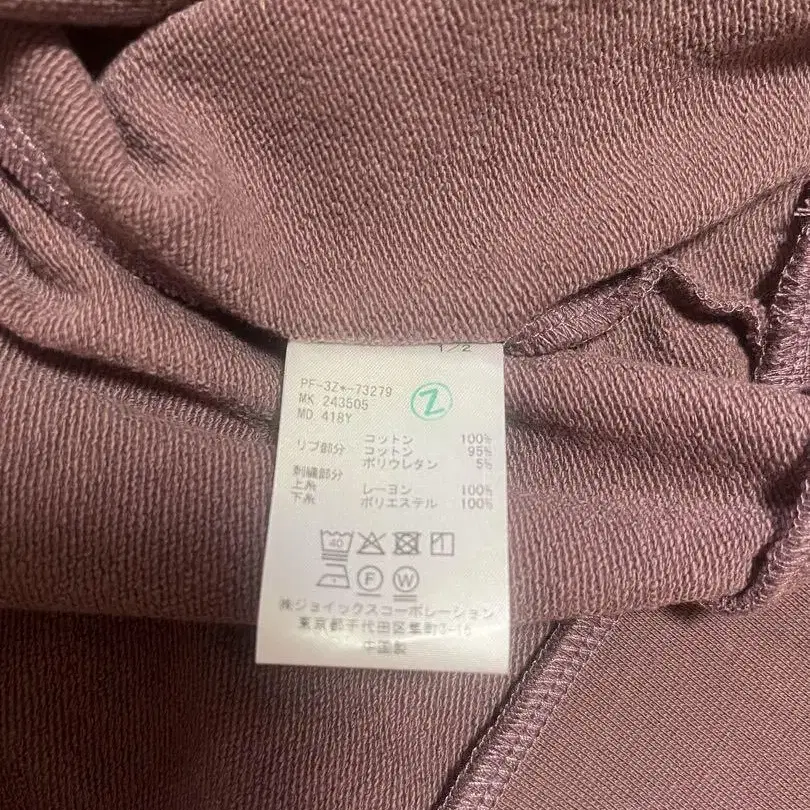 1/2
PF-3Z*-73279
MK 243505
MD 418Y
Z
コットン 100%
リブ部分 コットン 95%
ポリウレタン 5%
刺繍部分
上糸 レーヨン 100%
下糸 ポリエステル 100%
40
F W
㈱ジョイックスコーポレーション
東京都千代田区隼町3-16
中国製